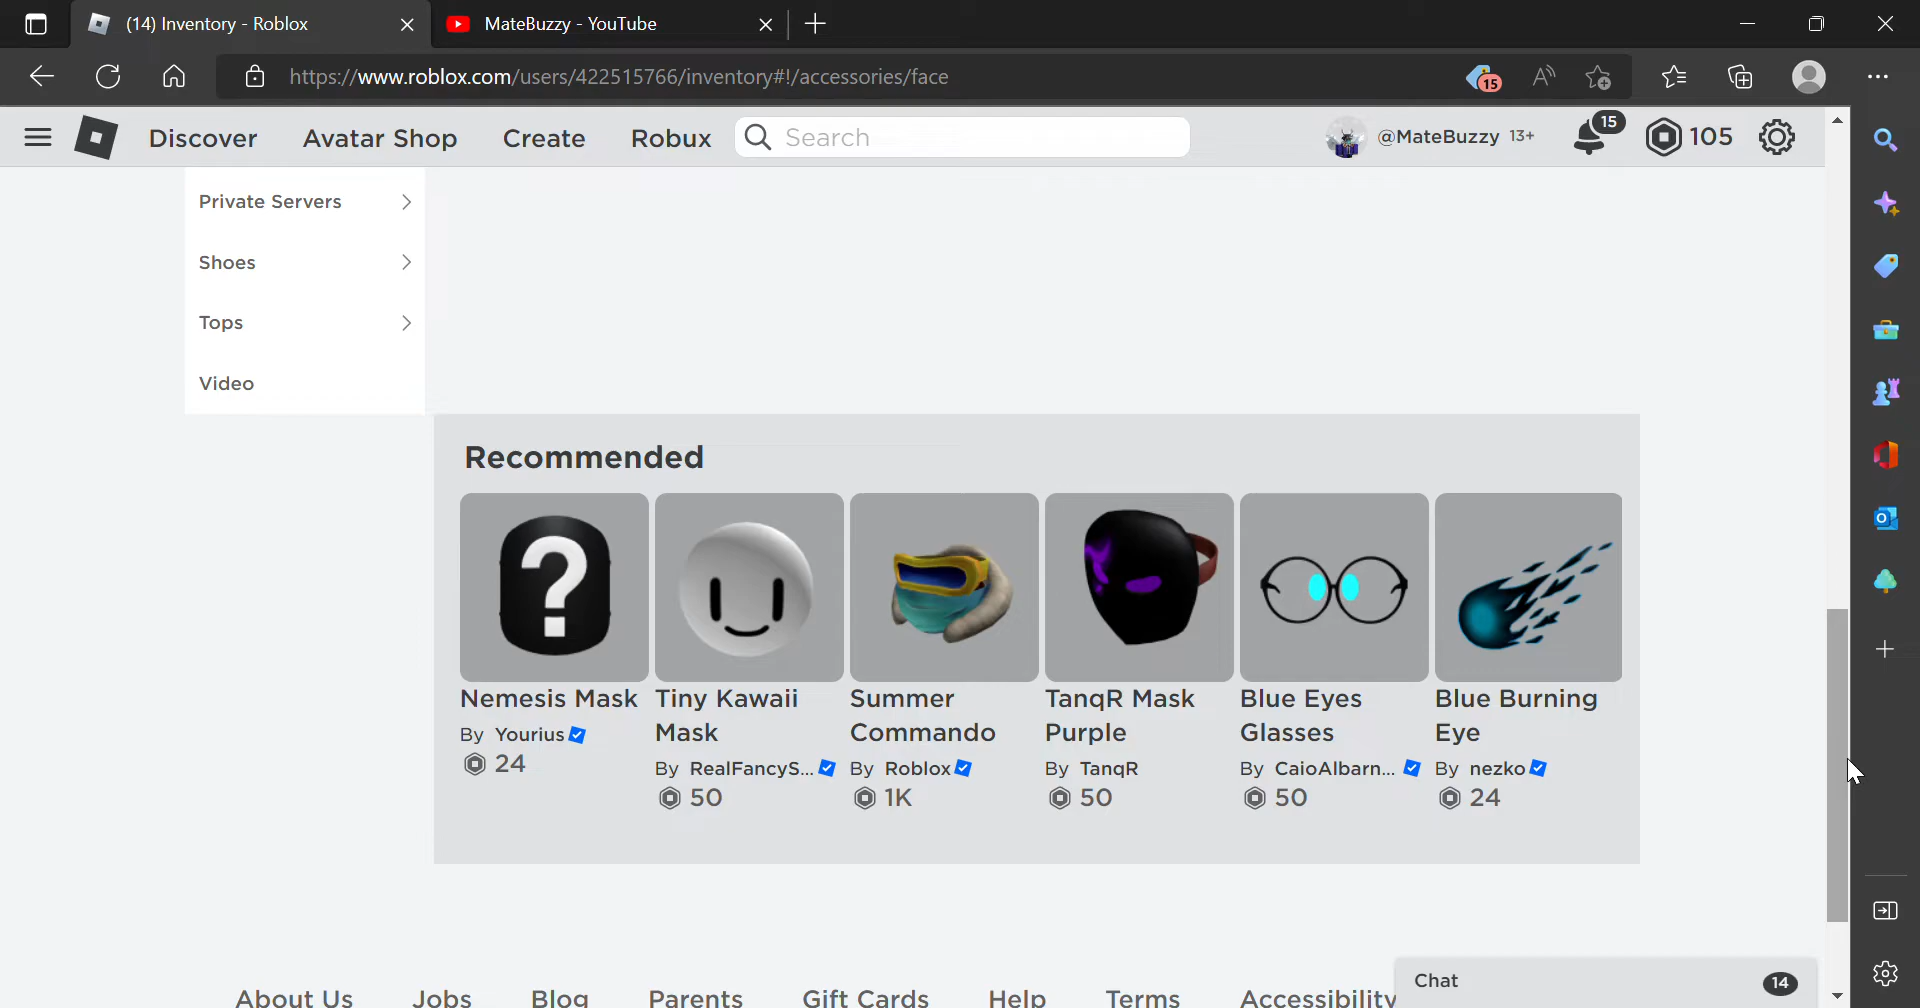 (14) Inventory - Roblox
MateBuzzy - YouTube
https://www.roblox.com/users/422515766/inventory#!/accessories/face
15
Discover
Avatar Shop
Create
Robux
Search
@MateBuzzy 13+
15
105
Private Servers
Shoes
Tops
Video
Recommended
?
Nemesis Mask
By Yourius
24
Tiny Kawaii
Mask
By RealFancyS...
50
Summer
Commando
By Roblox
1K
TanqR Mask
Purple
By TanqR
50
Blue Eyes
Glasses
By CaioAlbarn...
50
Blue Burning
Eye
By nezko
24
About Us
Jobs
Blog
Parents
Gift Cards
Help
Terms
Accessibility
Chat
14